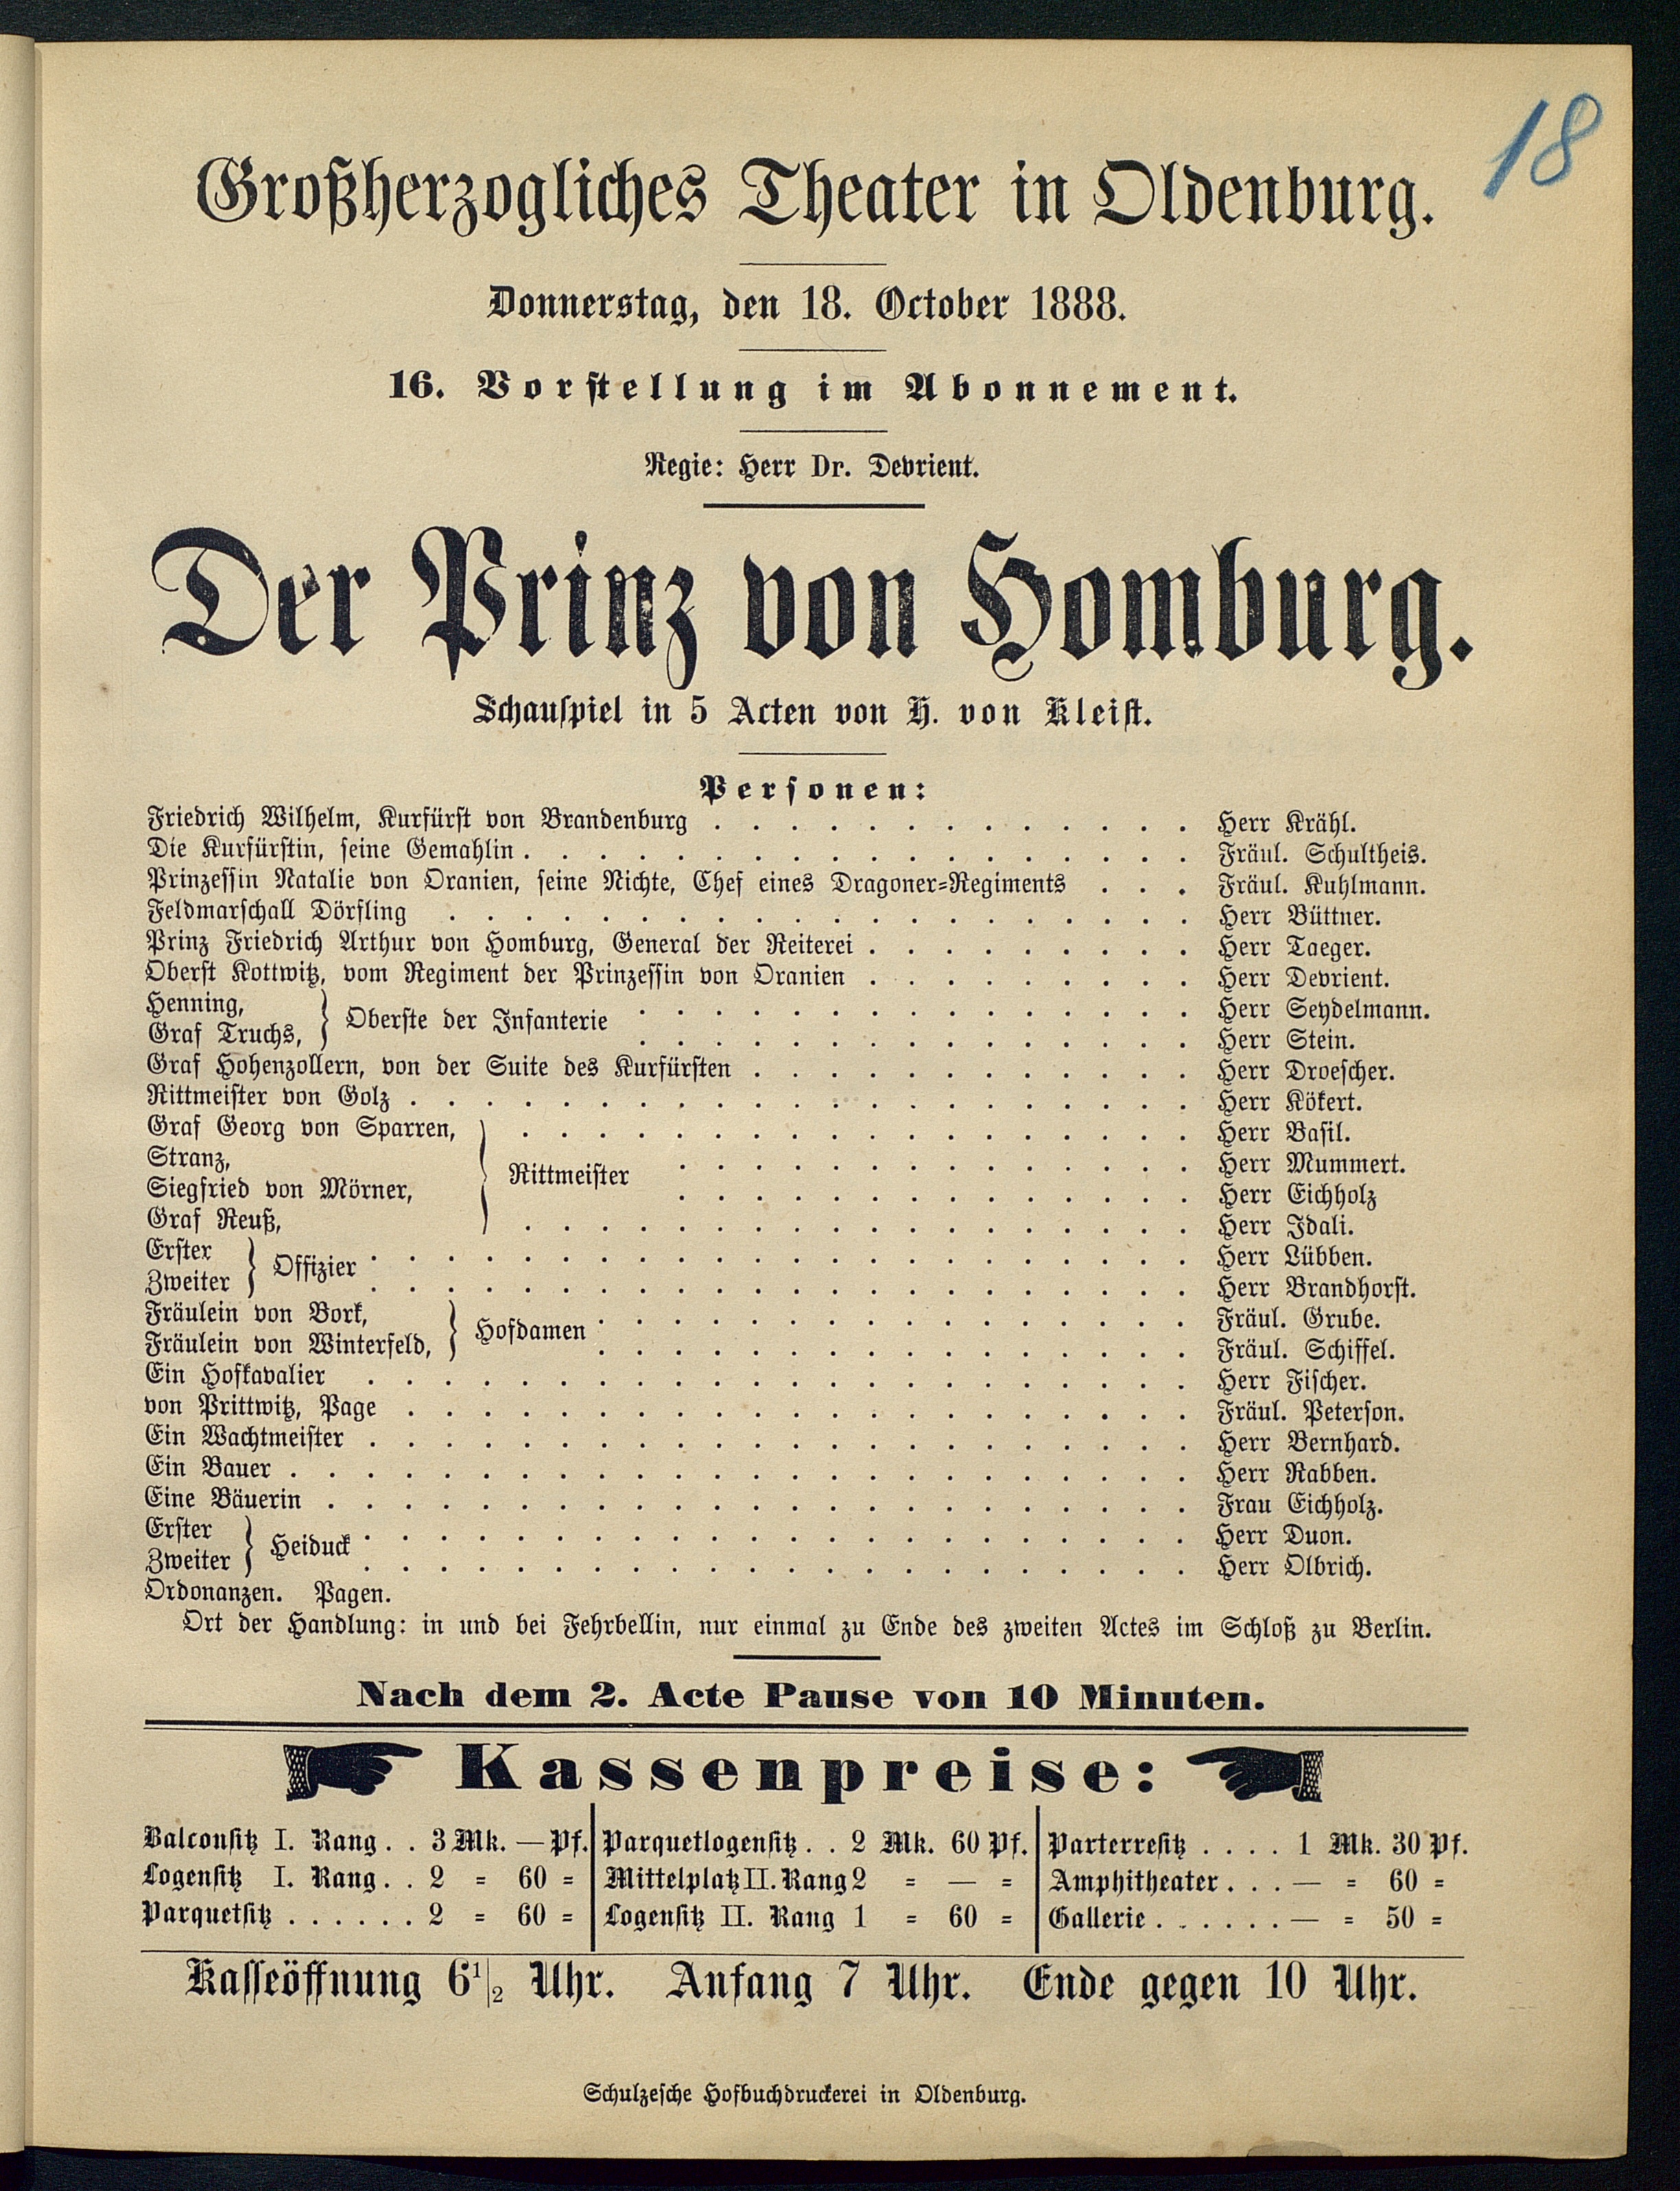 18
Großherzogliches Theater in Oldenburg.
Donnerstag, den 18. October 1888.
16. Vorstellung im Abonnement.
Regie: Herr Dr. Devrient.
Der Prinz von Homburg.
Schauspiel in 5 Acten von H. von Kleist.
Personen:
Friedrich Wilhelm, Kurfürst von Brandenburg . . . . . . . . . . . . . Herr Krähl.
Die Kurfürstin, seine Gemahlin . . . . . . . . . . . . . . . . . . Fräul. Schultheis.
Prinzessin Natalie von Oranien, seine Nichte, Chef eines Dragoner=Regiments . . . Fräul. Kuhlmann.
Feldmarschall Dörfling . . . . . . . . . . . . . . . . . . . . Herr Büttner.
Prinz Friedrich Arthur von Homburg, General der Reiterei . . . . . . . . . Herr Taeger.
Oberst Kottwitz, vom Regiment der Prinzessin von Oranien . . . . . . . . . Herr Devrient.
Henning, } Oberste der Infanterie . . . . . . . . . . . . . . . Herr Seydelmann.
Graf Truchs, . . . . . . . . . . . . . . . Herr Stein.
Graf Hohenzollern, von der Suite des Kurfürsten . . . . . . . . . . . . Herr Droescher.
Rittmeister von Golz . . . . . . . . . . . . . . . . . . . . . Herr Kökert.
Graf Georg von Sparren, } Rittmeister . . . . . . . . . . . . . . . . . . Herr Basil.
Stranz, . . . . . . . . . . . . . . Herr Mummert.
Siegfried von Mörner, . . . . . . . . . . . . . . Herr Eichholz
Graf Reuß, . . . . . . . . . . . . . . . . . . Herr Idali.
Erster } Offizier . . . . . . . . . . . . . . . . . . . . . . Herr Lübben.
Zweiter . . . . . . . . . . . . . . . . . . . . . . Herr Brandhorst.
Fräulein von Bork, } Hofdamen . . . . . . . . . . . . . . . . Fräul. Grube.
Fräulein von Winterfeld, . . . . . . . . . . . . . . . . Fräul. Schiffel.
Ein Hofkavalier . . . . . . . . . . . . . . . . . . . . . . Herr Fischer.
von Prittwitz, Page . . . . . . . . . . . . . . . . . . . . . Fräul. Peterson.
Ein Wachtmeister . . . . . . . . . . . . . . . . . . . . . . Herr Bernhard.
Ein Bauer . . . . . . . . . . . . . . . . . . . . . . . . Herr Rabben.
Eine Bäuerin . . . . . . . . . . . . . . . . . . . . . . . Frau Eichholz.
Erster } Heiduck . . . . . . . . . . . . . . . . . . . . . . Herr Duon.
Zweiter . . . . . . . . . . . . . . . . . . . . . . Herr Olbrich.
Ordonanzen. Pagen.
Ort der Handlung: in und bei Fehrbellin, nur einmal zu Ende des zweiten Actes im Schloß zu Berlin.
Nach dem 2. Acte Pause von 10 Minuten.
Kassenpreise:
Balconsitz I. Rang . . 3 Mk. — Pf. Parquetlogensitz . . 2 Mk. 60 Pf. Parterresitz . . . . 1 Mk. 30 Pf.
Logensitz I. Rang . . 2 = 60 = Mittelplatz II. Rang 2 = — = Amphitheater . . . — = 60 =
Parquetsitz . . . . . . 2 = 60 = Logensitz II. Rang 1 = 60 = Gallerie . . . . . . — = 50 =
Kasseöffnung 6 1/2 Uhr. Anfang 7 Uhr. Ende gegen 10 Uhr.
Schulzesche Hofbuchdruckerei in Oldenburg.